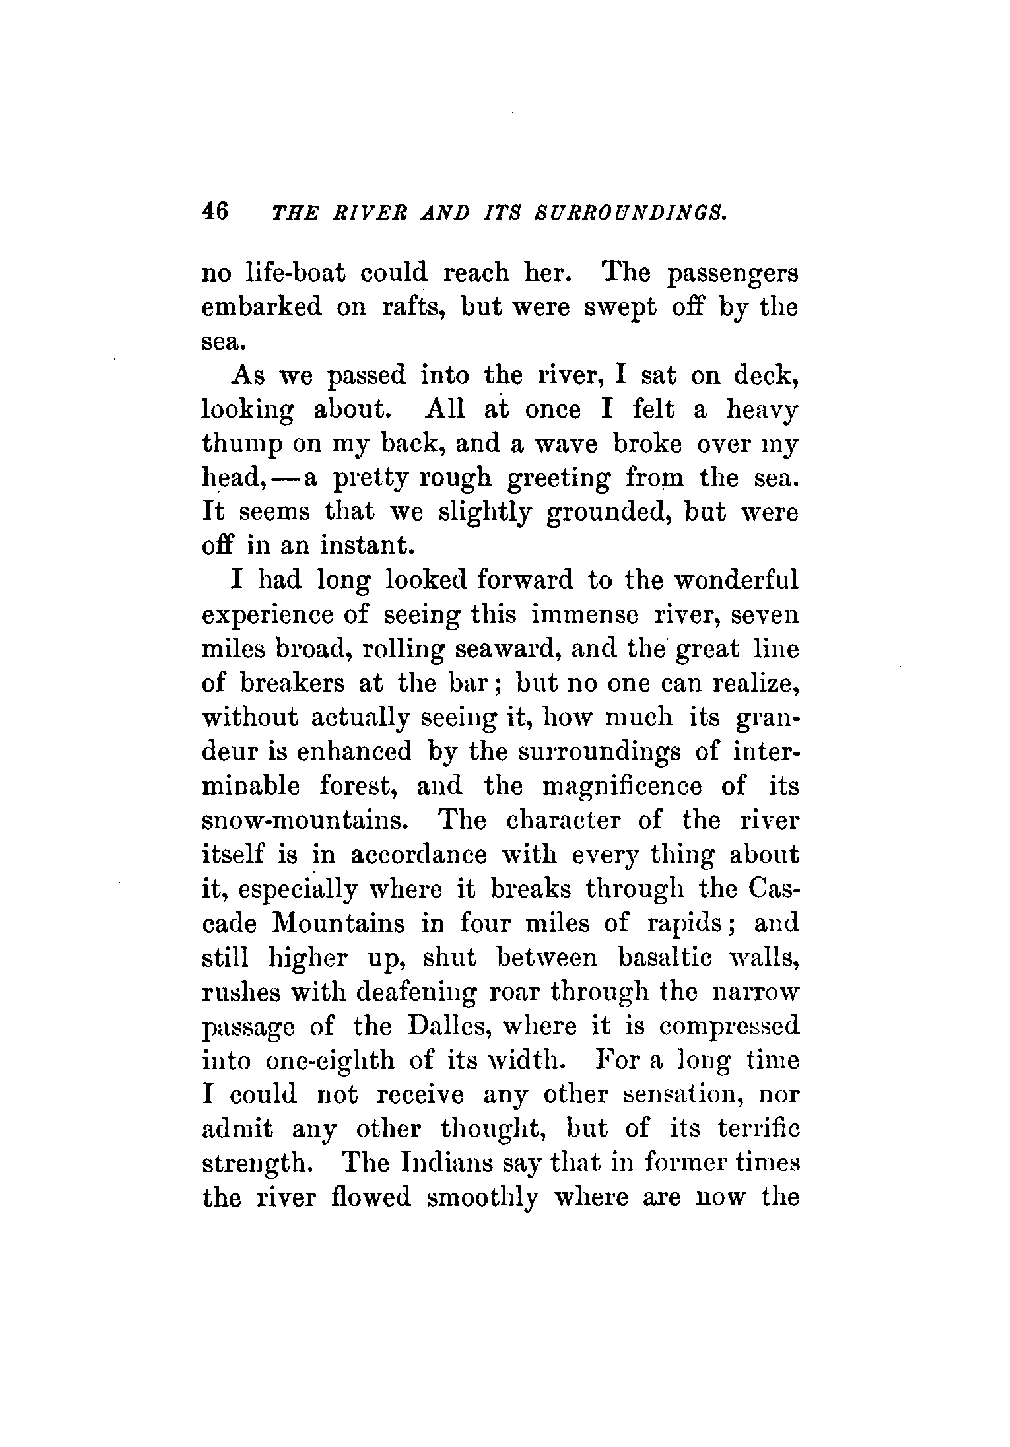 46 THE RIVER AND ITS SURROUNDINGS.
no life-boat could reach her. The passengers
embarked on rafts, but were swept off by the
sea.
As we passed into the river, I sat on deck,
looking about. All at once I felt a heavy
thump on my back, and a wave broke over my
head,—a pretty rough greeting from the sea.
It seems that we slightly grounded, but were
off in an instant.
I had long looked forward to the wonderful
experience of seeing this immense river, seven
miles broad, rolling seaward, and the great line
of breakers at the bar; but no one can realize,
without actually seeing it, how much its gran-
deur is enhanced by the surroundings of inter-
minable forest, and the magnificence of its
snow-mountains. The character of the river
itself is in accordance with every thing about
it, especially where it breaks through the Cas-
cade Mountains in four miles of rapids; and
still higher up, shut between basaltic walls,
rushes with deafening roar through the narrow
passage of the Dalles, where it is compressed
into one-eighth of its width. For a long time
I could not receive any other sensation, nor
admit any other thought, but of its terrific
strength. The Indians say that in former times
the river flowed smoothly where are now the